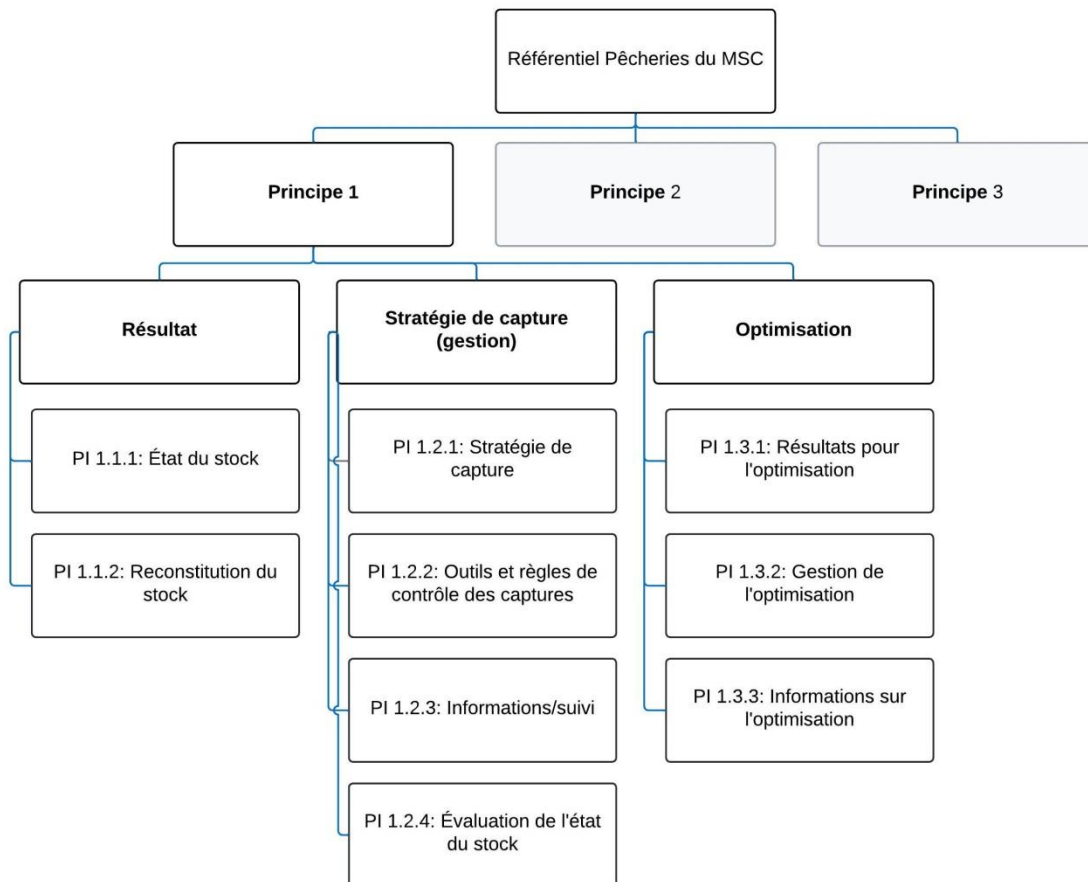 Référentiel Pêcheries du MSC
Principe 1
Principe 2
Principe 3
Résultat
Stratégie de capture
(gestion)
Optimisation
PI 1.1.1: État du stock
PI 1.2.1: Stratégie de
capture
PI 1.3.1: Résultats pour
l'optimisation
PI 1.1.2: Reconstitution du
stock
PI 1.2.2: Outils et règles de
contrôle des captures
PI 1.3.2: Gestion de
l'optimisation
PI 1.2.3: Informations/suivi
PI 1.3.3: Informations sur
l'optimisation
PI 1.2.4: Évaluation de l'état
du stock